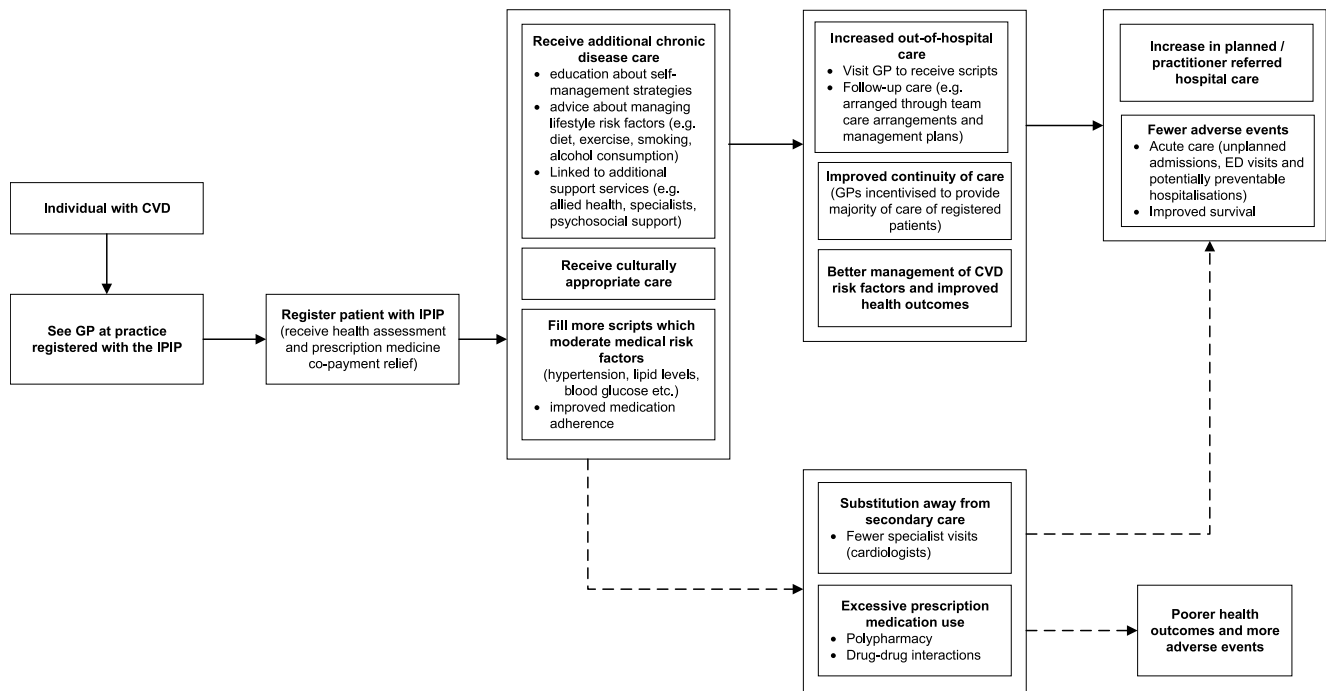 Individual with CVD
See GP at practice
registered with the IPIP
Register patient with IPIP
(receive health assessment
and prescription medicine
co-payment relief)
Receive additional chronic
disease care
• education about self-
management strategies
• advice about managing
lifestyle risk factors (e.g.
diet, exercise, smoking,
alcohol consumption)
• Linked to additional
support services (e.g.
allied health, specialists,
psychosocial support)
Receive culturally
appropriate care
Fill more scripts which
moderate medical risk
factors
(hypertension, lipid levels,
blood glucose etc.)
• improved medication
adherence
Increased out-of-hospital
care
• Visit GP to receive scripts
• Follow-up care (e.g.
arranged through team
care arrangements and
management plans)
Improved continuity of care
(GPs incentivised to provide
majority of care of registered
patients)
Better management of CVD
risk factors and improved
health outcomes
Increase in planned /
practitioner referred
hospital care
Fewer adverse events
• Acute care (unplanned
admissions, ED visits and
potentially preventable
hospitalisations)
• Improved survival
Substitution away from
secondary care
• Fewer specialist visits
(cardiologists)
Excessive prescription
medication use
• Polypharmacy
• Drug-drug interactions
Poorer health
outcomes and more
adverse events